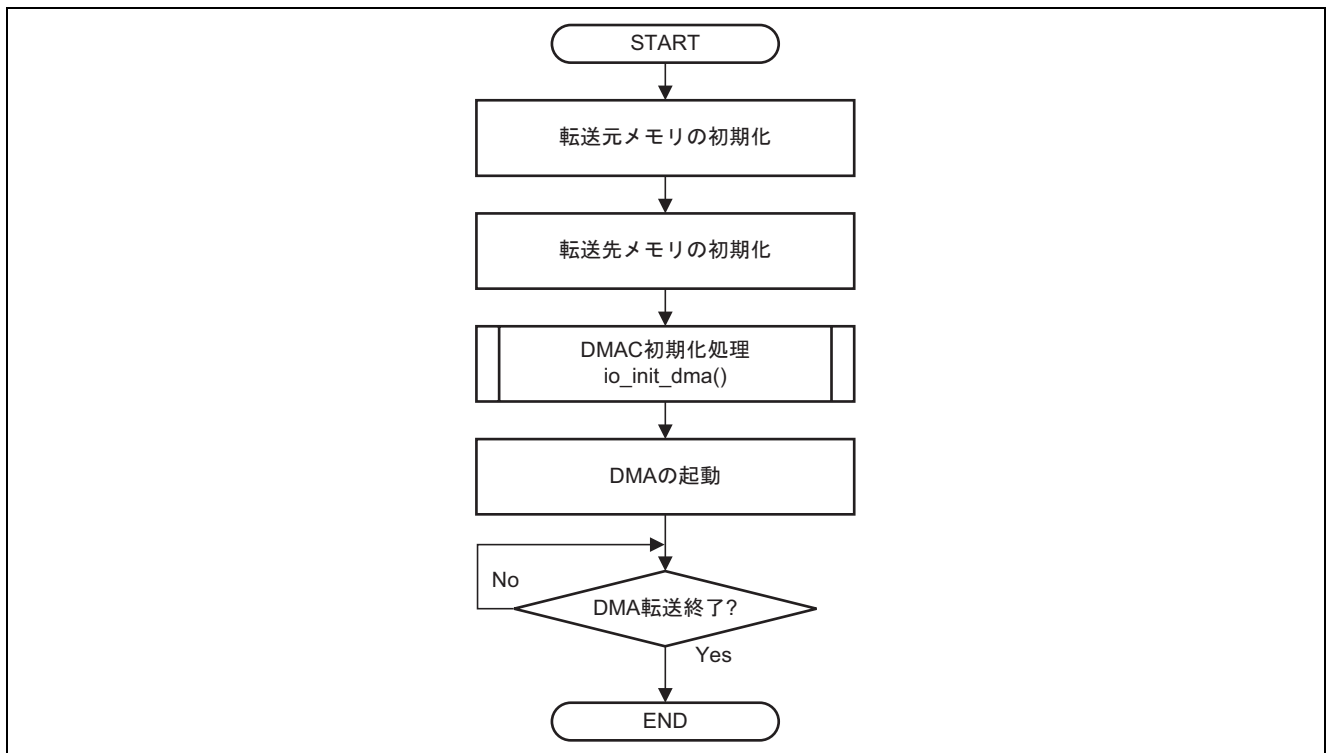 START
転送元メモリの初期化
転送先メモリの初期化
DMAC初期化処理
io_init_dma()
DMAの起動
No
DMA転送終了?
Yes
END